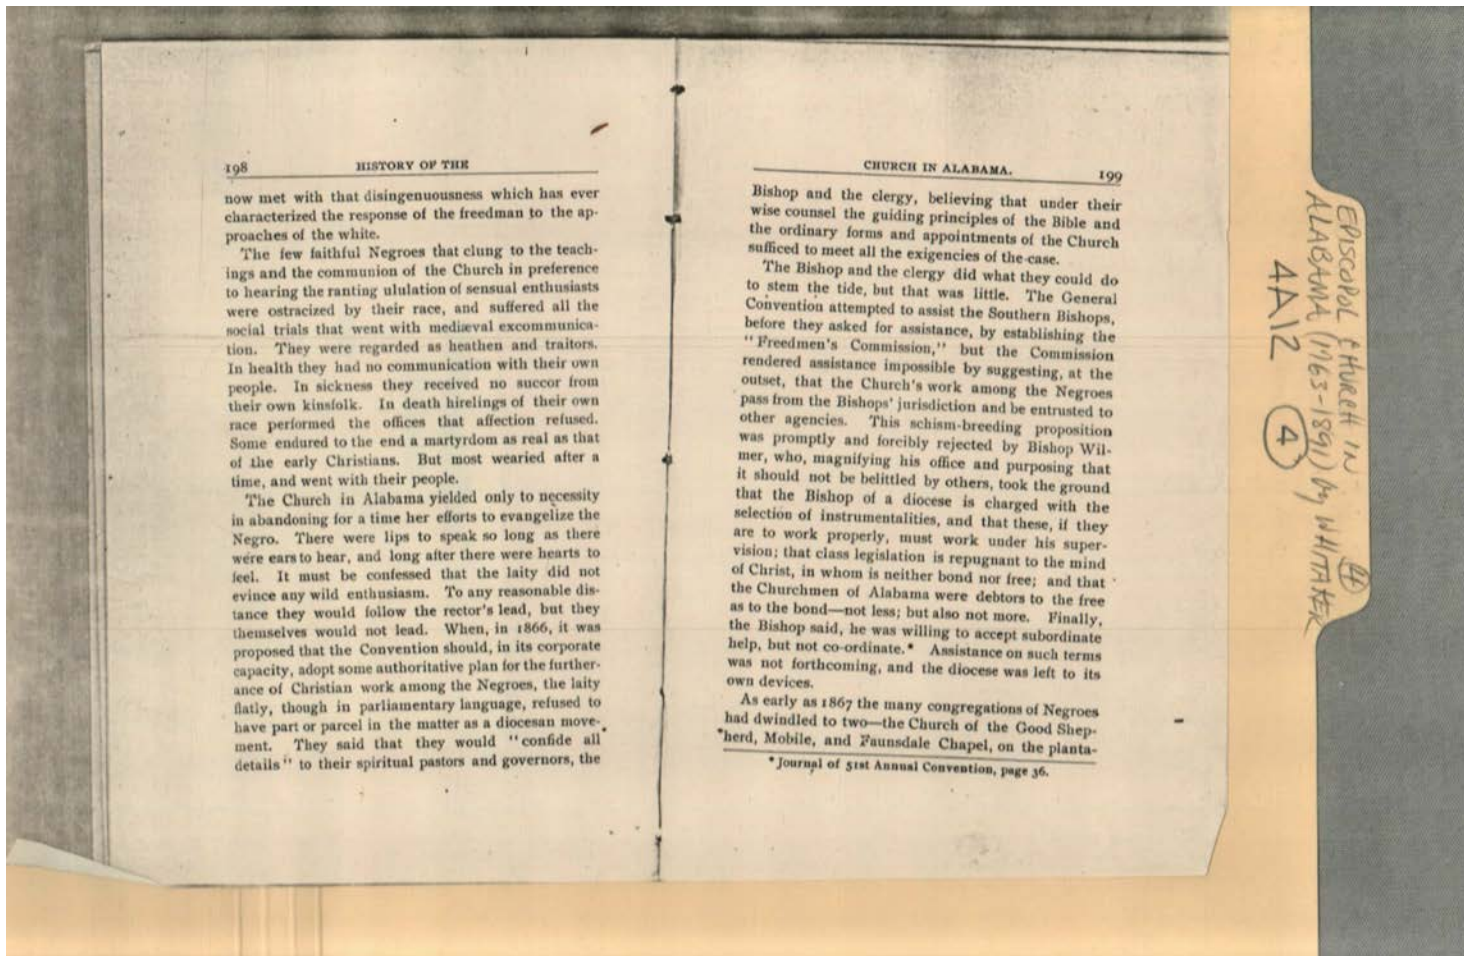 198 HISTORY OF THE
now met with that disingenuousness which has ever
characterized the response of the freedman to the ap-
proaches of the white.
The few faithful Negroes that clung to the teach-
ings and the communion of the Church in preference
to hearing the ranting ululation of sensual enthusiasts
were ostracized by their race, and suffered all the
social trials that went with mediæval excommunica-
tion. They were regarded as heathen and traitors.
In health they had no communication with their own
people. In sickness they received no succor from
their own kinsfolk. In death hirelings of their own
race performed the offices that affection refused.
Some endured to the end a martyrdom as real as that
of the early Christians. But most wearied after a
time, and went with their people.
The Church in Alabama yielded only to necessity
in abandoning for a time her efforts to evangelize the
Negro. There were lips to speak so long as there
were ears to hear, and long after there were hearts to
feel. It must be confessed that the laity did not
evince any wild enthusiasm. To any reasonable dis-
tance they would follow the rector's lead, but they
themselves would not lead. When, in 1866, it was
proposed that the Convention should, in its corporate
capacity, adopt some authoritative plan for the further-
ance of Christian work among the Negroes, the laity
flatly, though in parliamentary language, refused to
have part or parcel in the matter as a diocesan move-
ment. They said that they would "confide all
details" to their spiritual pastors and governors, the
CHURCH IN ALABAMA. 199
Bishop and the clergy, believing that under their
wise counsel the guiding principles of the Bible and
the ordinary forms and appointments of the Church
sufficed to meet all the exigencies of the case.
The Bishop and the clergy did what they could do
to stem the tide, but that was little. The General
Convention attempted to assist the Southern Bishops,
before they asked for assistance, by establishing the
"Freedmen's Commission," but the Commission
rendered assistance impossible by suggesting, at the
outset, that the Church's work among the Negroes
pass from the Bishops' jurisdiction and be entrusted to
other agencies. This schism-breeding proposition
was promptly and forcibly rejected by Bishop Wil-
mer, who, magnifying his office and purposing that
it should not be belittled by others, took the ground
that the Bishop of a diocese is charged with the
selection of instrumentalities, and that these, if they
are to work properly, must work under his super-
vision; that class legislation is repugnant to the mind
of Christ, in whom is neither bond nor free; and that
the Churchmen of Alabama were debtors to the free
as to the bond—not less; but also not more. Finally,
the Bishop said, he was willing to accept subordinate
help, but not co-ordinate.* Assistance on such terms
was not forthcoming, and the diocese was left to its
own devices.
As early as 1867 the many congregations of Negroes
had dwindled to two—the Church of the Good Shep-
herd, Mobile, and Faunsdale Chapel, on the planta-
* Journal of 51st Annual Convention, page 36.
EPISCOPOL CHURCH IN
ALABAMA (1763-1891) by WHITAKER
4A12 4